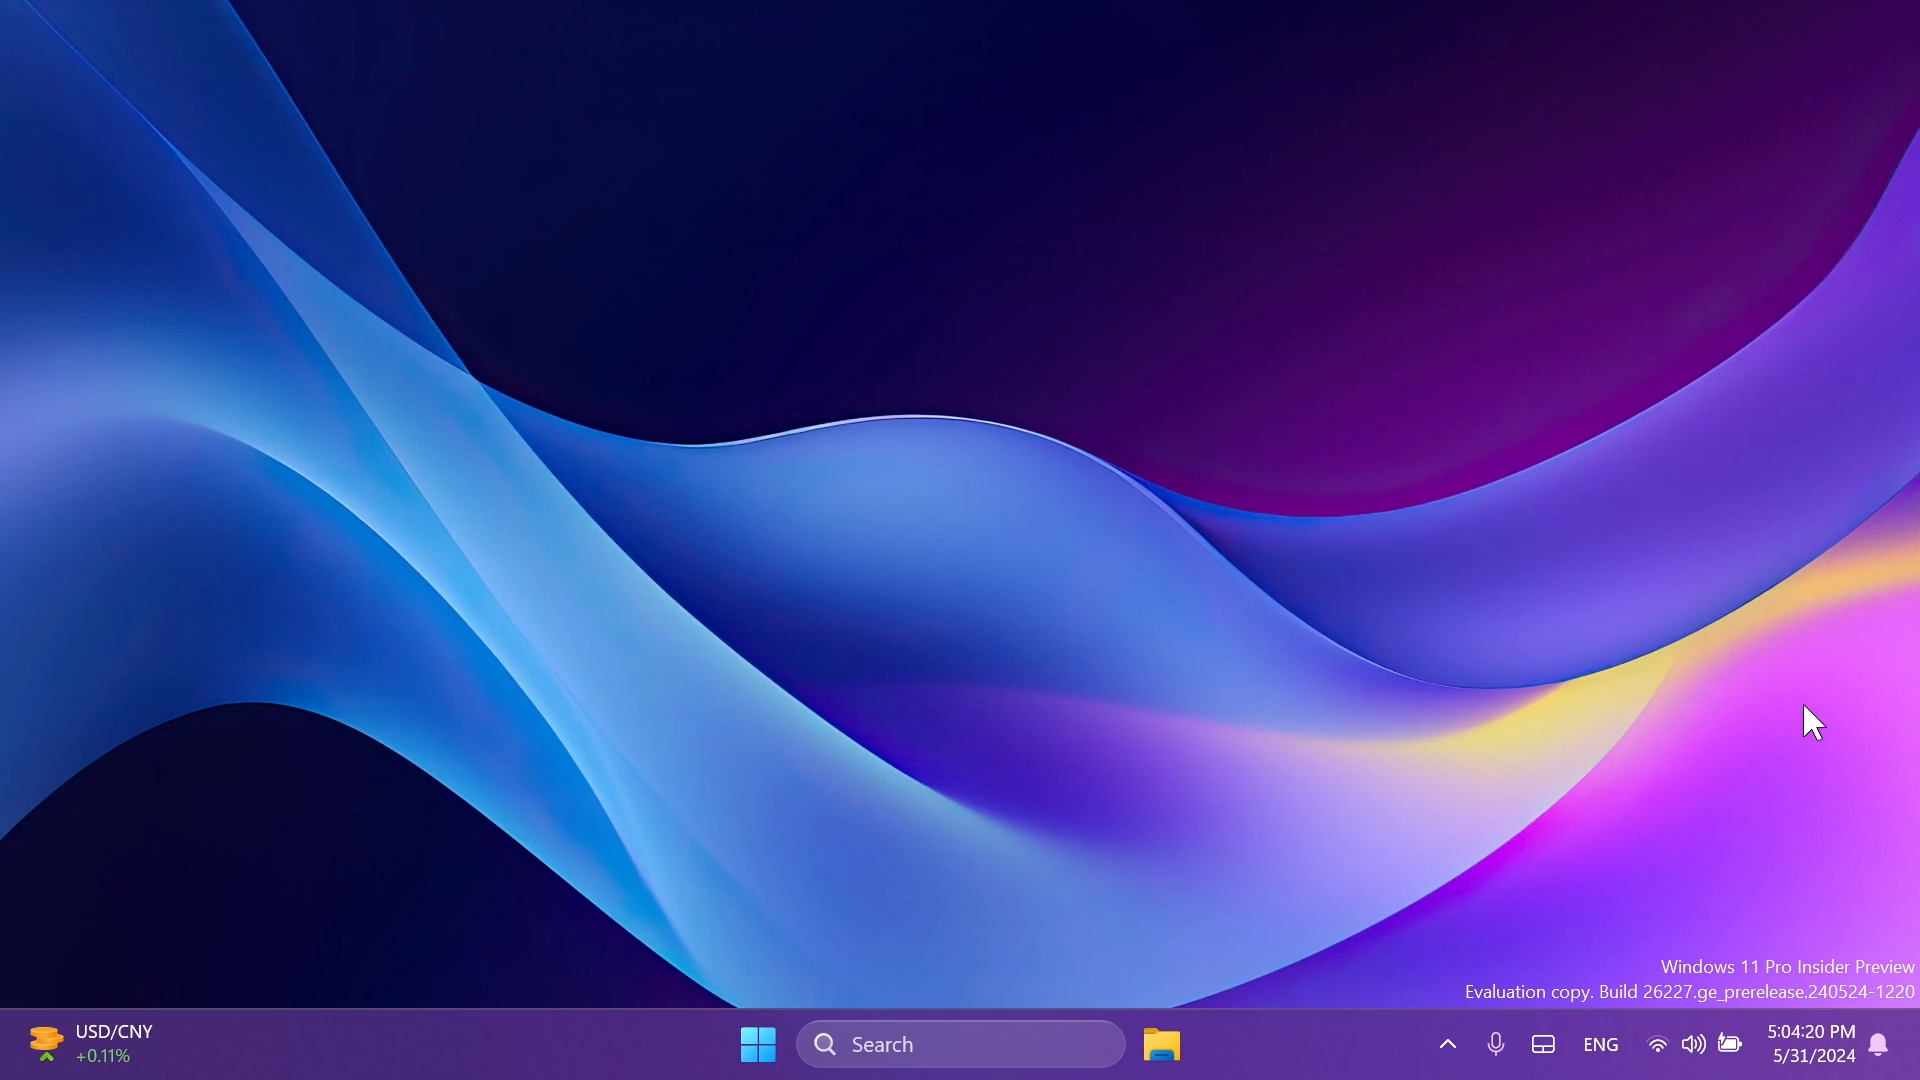 Windows 11 Pro Insider Preview
Evaluation copy. Build 26227.ge_prerelease.240524-1220
USD/CNY
+0.11%
Search
ENG
5:04:20 PM
5/31/2024